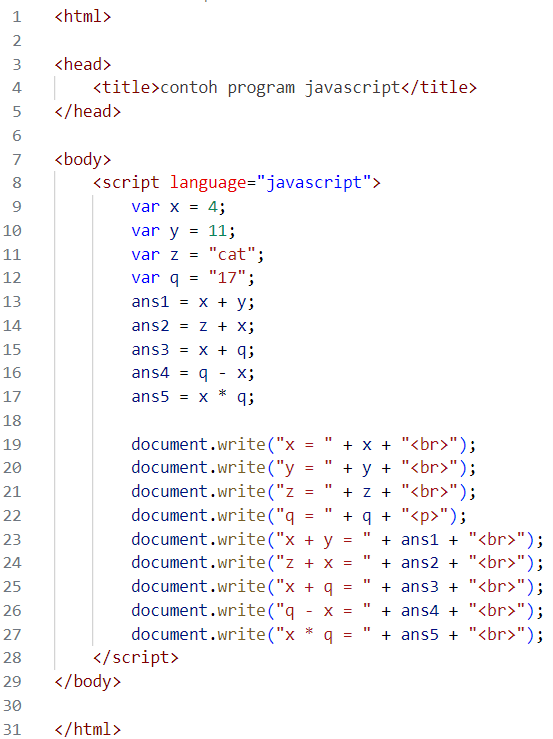 1 <html>
2
3 <head>
4     <title>contoh program javascript</title>
5 </head>
6
7 <body>
8     <script language="javascript">
9         var x = 4;
10         var y = 11;
11         var z = "cat";
12         var q = "17";
13         ans1 = x + y;
14         ans2 = z + x;
15         ans3 = x + q;
16         ans4 = q - x;
17         ans5 = x * q;
18
19         document.write("x = " + x + "<br>");
20         document.write("y = " + y + "<br>");
21         document.write("z = " + z + "<br>");
22         document.write("q = " + q + "<p>");
23         document.write("x + y = " + ans1 + "<br>");
24         document.write("z + x = " + ans2 + "<br>");
25         document.write("x + q = " + ans3 + "<br>");
26         document.write("q - x = " + ans4 + "<br>");
27         document.write("x * q = " + ans5 + "<br>");
28     </script>
29 </body>
30
31 </html>